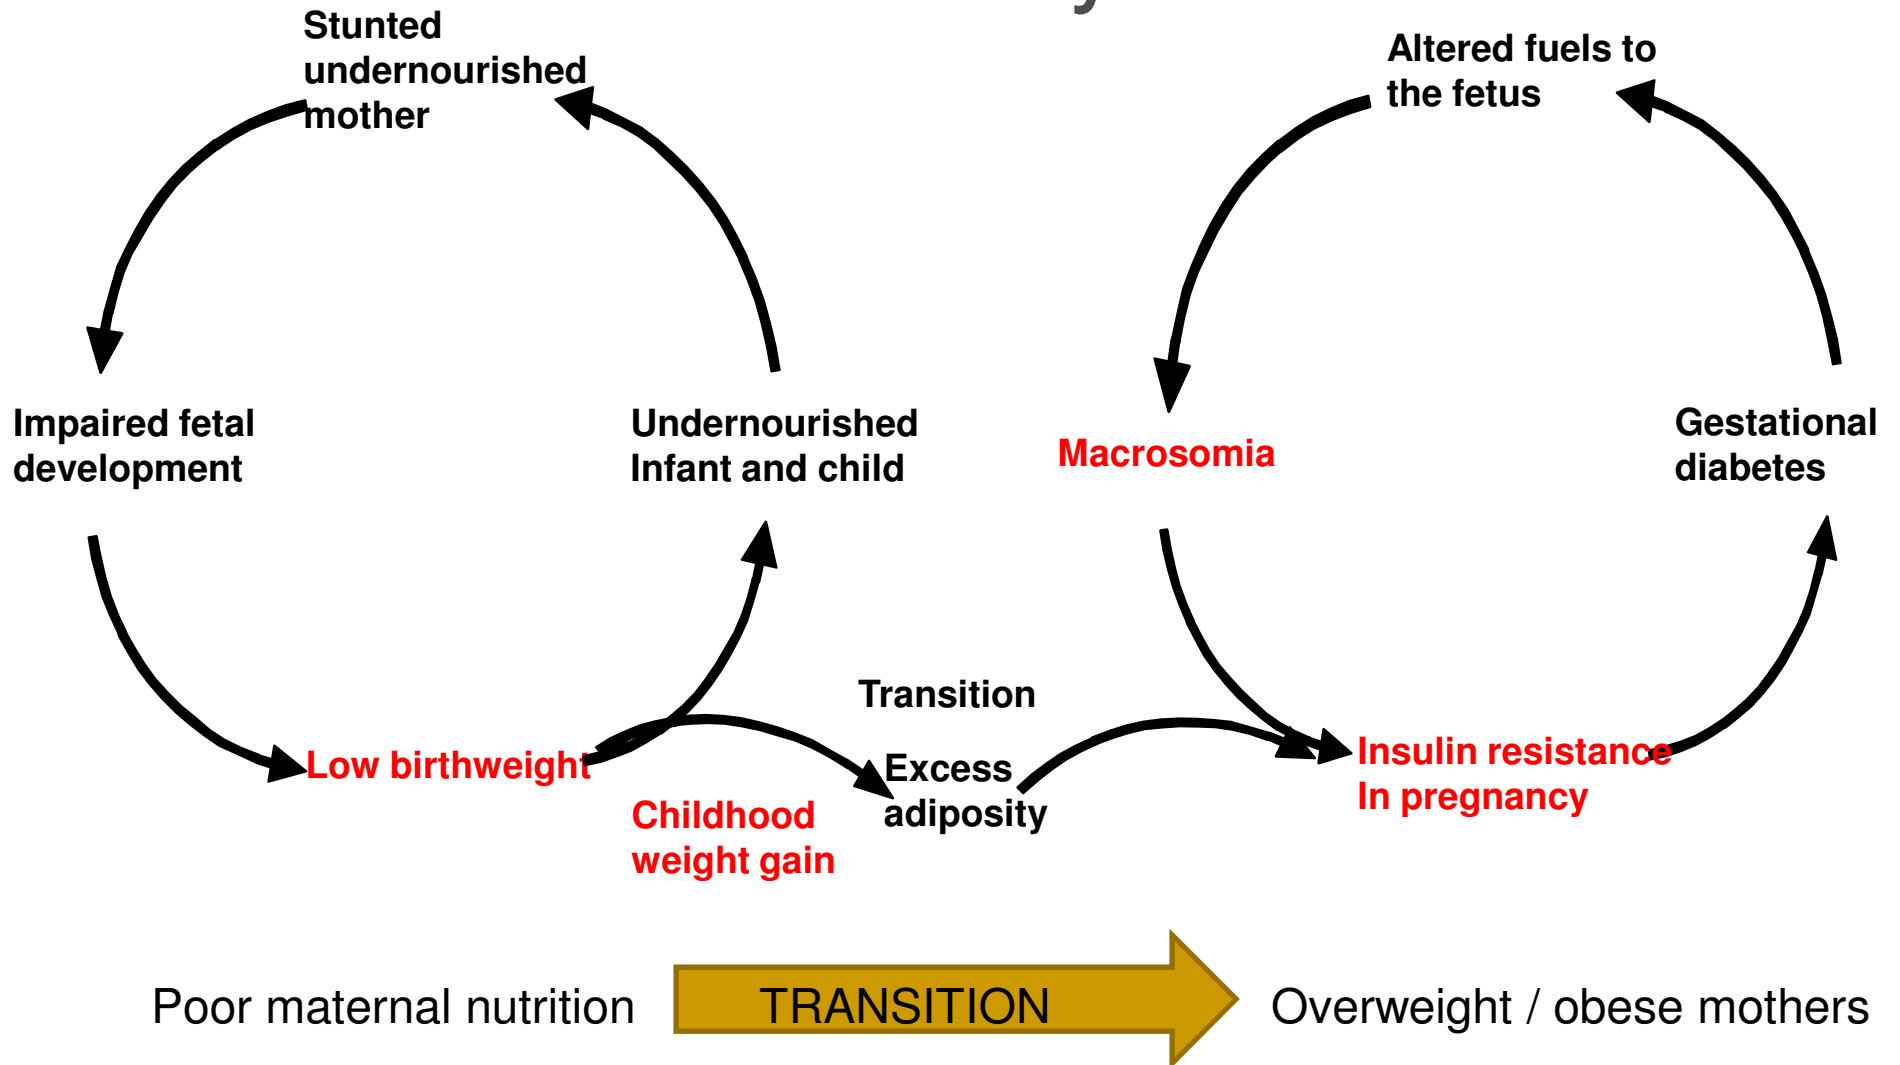 Stunted
undernourished
mother
Altered fuels to
the fetus
Impaired fetal
development
Undernourished
Infant and child
Macrosomia
Gestational
diabetes
Transition
Low birthweight
Excess
adiposity
Insulin resistance
In pregnancy
Childhood
weight gain
Poor maternal nutrition
TRANSITION
Overweight / obese mothers